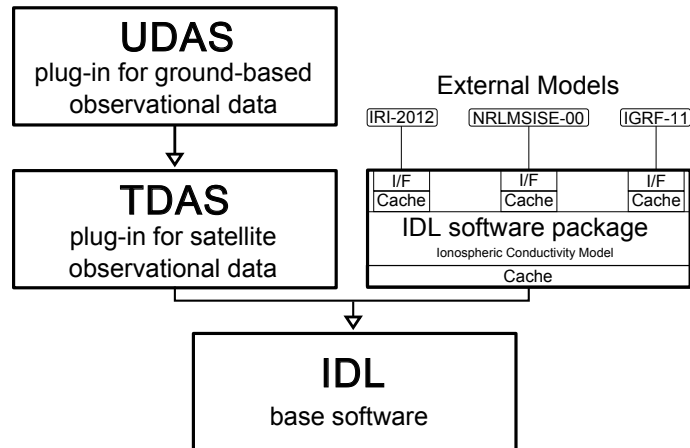 UDAS
plug-in for ground-based
observational data
External Models
IRI-2012 NRLMSISE-00 IGRF-11
I/F I/F I/F
Cache Cache Cache
TDAS
plug-in for satellite
observational data
IDL software package
Ionospheric Conductivity Model
Cache
IDL
base software